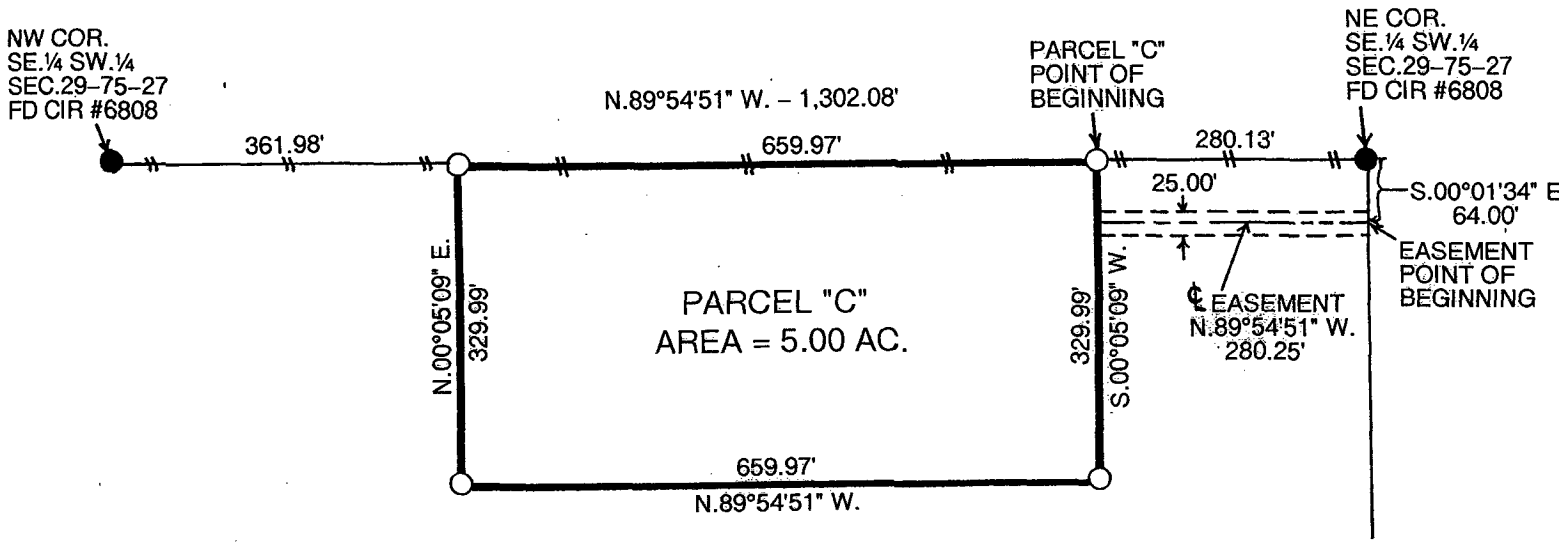 NW COR.
SE.¼ SW.¼
SEC.29–75–27
FD CIR #6808
N.89°54'51" W. – 1,302.08'
PARCEL "C"
POINT OF
BEGINNING
NE COR.
SE.¼ SW.¼
SEC.29–75–27
FD CIR #6808
361.98'
659.97'
280.13'
25.00'
S.00°01'34" E
64.00'
EASEMENT
POINT OF
BEGINNING
N.00°05'09" E.
329.99'
PARCEL "C"
AREA = 5.00 AC.
329.99'
S.00°05'09" W.
℄ EASEMENT
N.89°54'51" W.
280.25'
659.97'
N.89°54'51" W.